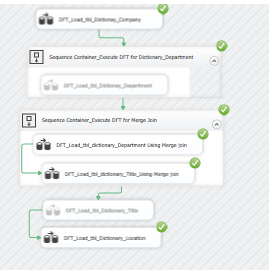 DFT_Load_tbl_Dictionay_Company
Sequence Container_Execute DFT for Dictionary_Department
DFT_Load_tbl_Dictionary_Department
Sequence Container_Execute DFT for Merge Join
DFT_Load_tbl_dictionary_Department Using Merge join
DFT_Load_tbl_dictionary_Title_Using Merge join
DFT_Load_tbl_Dictionary_Title
DFT_Load_tbl_Dictionary_Location